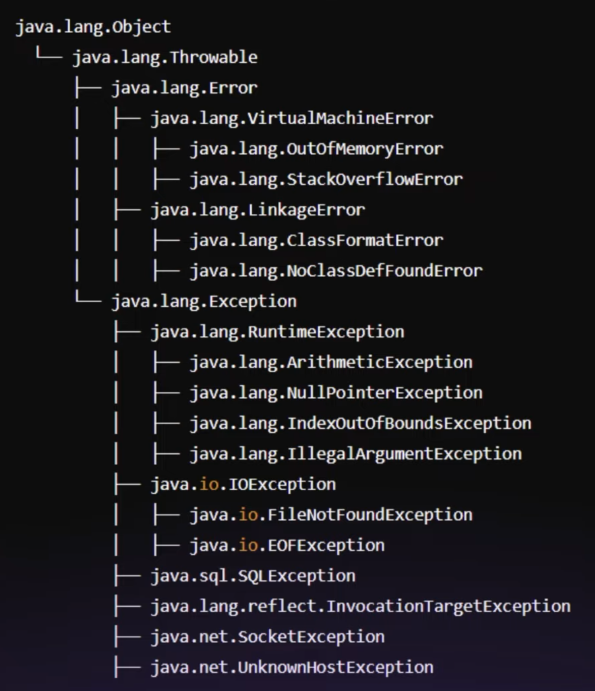 java.lang.Object
└── java.lang.Throwable
├── java.lang.Error
│ ├── java.lang.VirtualMachineError
│ │ ├── java.lang.OutOfMemoryError
│ │ ├── java.lang.StackOverflowError
│ ├── java.lang.LinkageError
│ │ ├── java.lang.ClassFormatError
│ │ ├── java.lang.NoClassDefFoundError
└── java.lang.Exception
├── java.lang.RuntimeException
│ ├── java.lang.ArithmeticException
│ ├── java.lang.NullPointerException
│ ├── java.lang.IndexOutOfBoundsException
│ ├── java.lang.IllegalArgumentException
├── java.io.IOException
│ ├── java.io.FileNotFoundException
│ ├── java.io.EOFException
├── java.sql.SQLException
├── java.lang.reflect.InvocationTargetException
├── java.net.SocketException
├── java.net.UnknownHostException